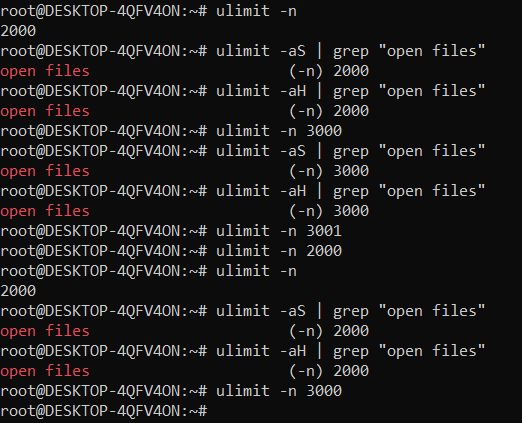 root@DESKTOP-4QFV4ON:~# ulimit -n
2000
root@DESKTOP-4QFV4ON:~# ulimit -aS | grep "open files"
open files                      (-n) 2000
root@DESKTOP-4QFV4ON:~# ulimit -aH | grep "open files"
open files                      (-n) 2000
root@DESKTOP-4QFV4ON:~# ulimit -n 3000
root@DESKTOP-4QFV4ON:~# ulimit -aS | grep "open files"
open files                      (-n) 3000
root@DESKTOP-4QFV4ON:~# ulimit -aH | grep "open files"
open files                      (-n) 3000
root@DESKTOP-4QFV4ON:~# ulimit -n 3001
root@DESKTOP-4QFV4ON:~# ulimit -n 2000
root@DESKTOP-4QFV4ON:~# ulimit -n
2000
root@DESKTOP-4QFV4ON:~# ulimit -aS | grep "open files"
open files                      (-n) 2000
root@DESKTOP-4QFV4ON:~# ulimit -aH | grep "open files"
open files                      (-n) 2000
root@DESKTOP-4QFV4ON:~# ulimit -n 3000
root@DESKTOP-4QFV4ON:~#